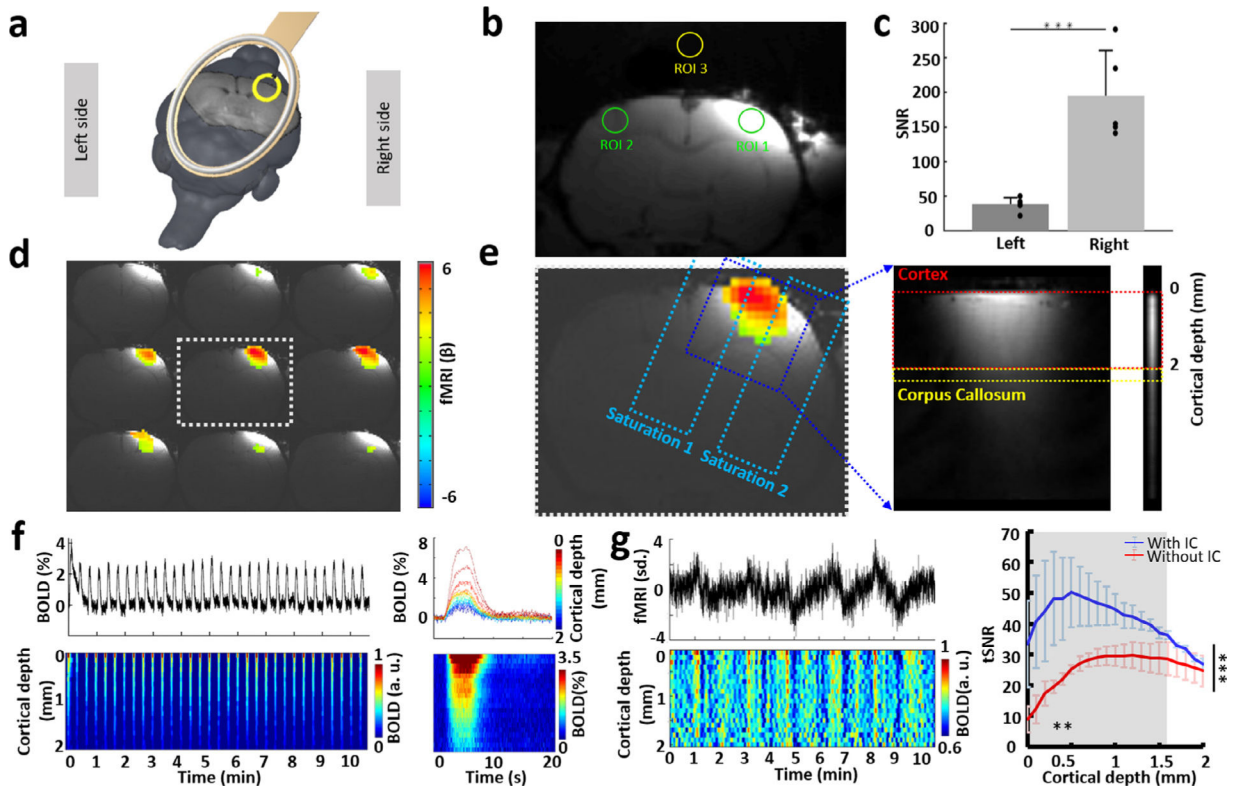 a
Left side
Right side
b
ROI 3
ROI 2
ROI 1
c
SNR
300
250
200
150
100
50
0
***
Left
Right
d
6
fMRI (β)
-6
e
Saturation 1
Saturation 2
Cortex
Corpus Callosum
0
2
Cortical depth (mm)
f
BOLD (%)
4
2
0
BOLD (%)
8
4
0
0
Cortical depth
(mm)
2
Cortical depth
(mm)
0
1
2
0 1 2 3 4 5 6 7 8 9 10
Time (min)
1
BOLD (a. u.)
0
0 10 20
Time (s)
3.5
BOLD(%)
0
g
fMRI (sd.)
4
0
-4
Cortical depth
(mm)
0
1
2
0 1 2 3 4 5 6 7 8 9 10
Time (min)
1
BOLD(a. u.)
0.6
tSNR
70
60
50
40
30
20
10
0
With IC
Without IC
***
**
0.5 1 1.5 2
Cortical depth (mm)